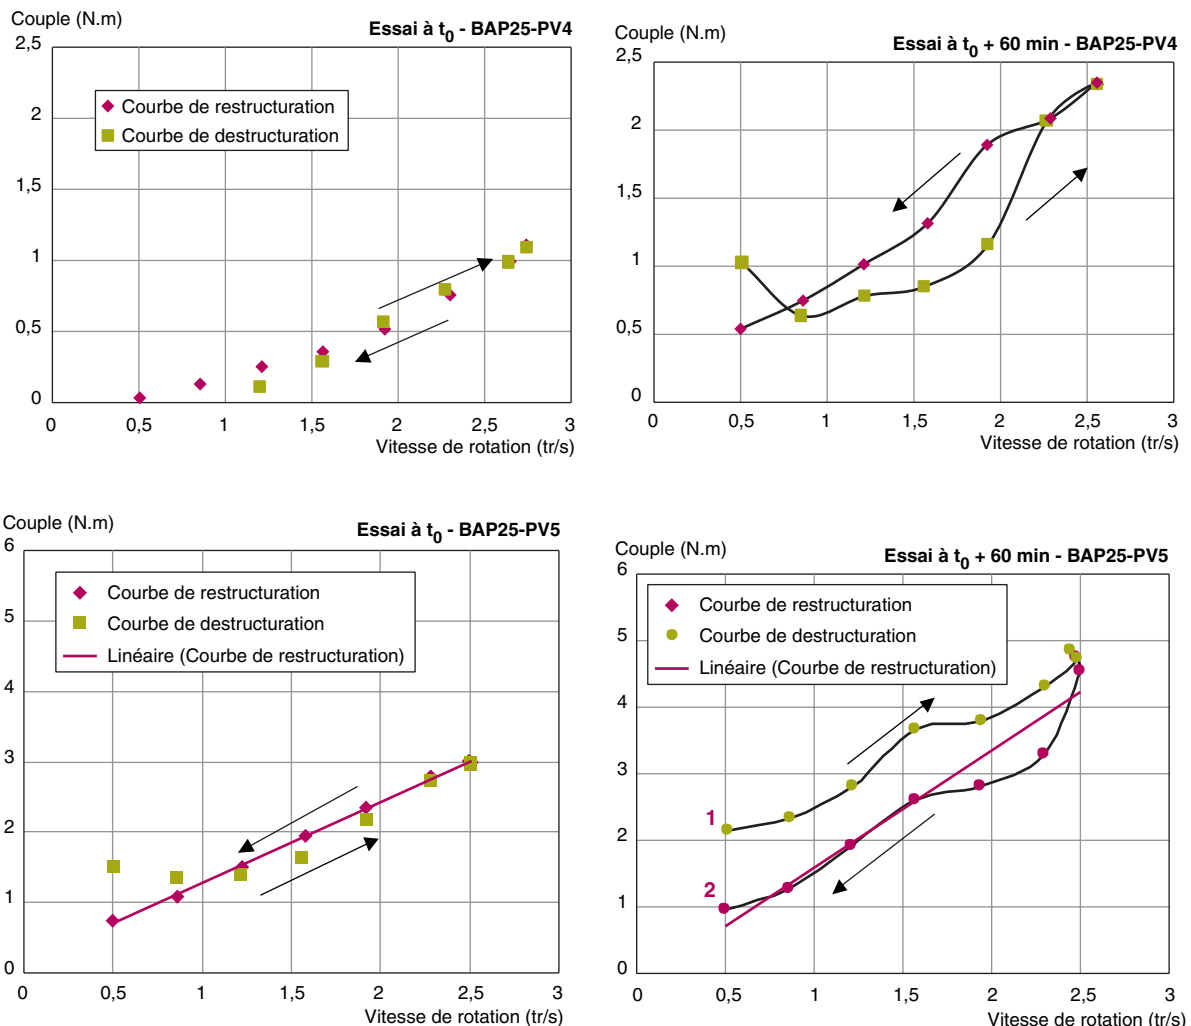 Couple (N.m)
Essai à t0 - BAP25-PV4
2,5
2
1,5
1
0,5
0
Courbe de restructuration
Courbe de destructuration
0 0,5 1 1,5 2 2,5 3
Vitesse de rotation (tr/s)
Couple (N.m)
Essai à t0 + 60 min - BAP25-PV4
2,5
2
1,5
1
0,5
0
0 0,5 1 1,5 2 2,5 3
Vitesse de rotation (tr/s)
Couple (N.m)
Essai à t0 - BAP25-PV5
6
5
4
3
2
1
0
Courbe de restructuration
Courbe de destructuration
Linéaire (Courbe de restructuration)
0 0,5 1 1,5 2 2,5 3
Vitesse de rotation (tr/s)
Couple (N.m)
Essai à t0 + 60 min - BAP25-PV5
6
5
4
3
2
1
0
Courbe de restructuration
Courbe de destructuration
Linéaire (Courbe de restructuration)
1
2
0 0,5 1 1,5 2 2,5 3
Vitesse de rotation (tr/s)